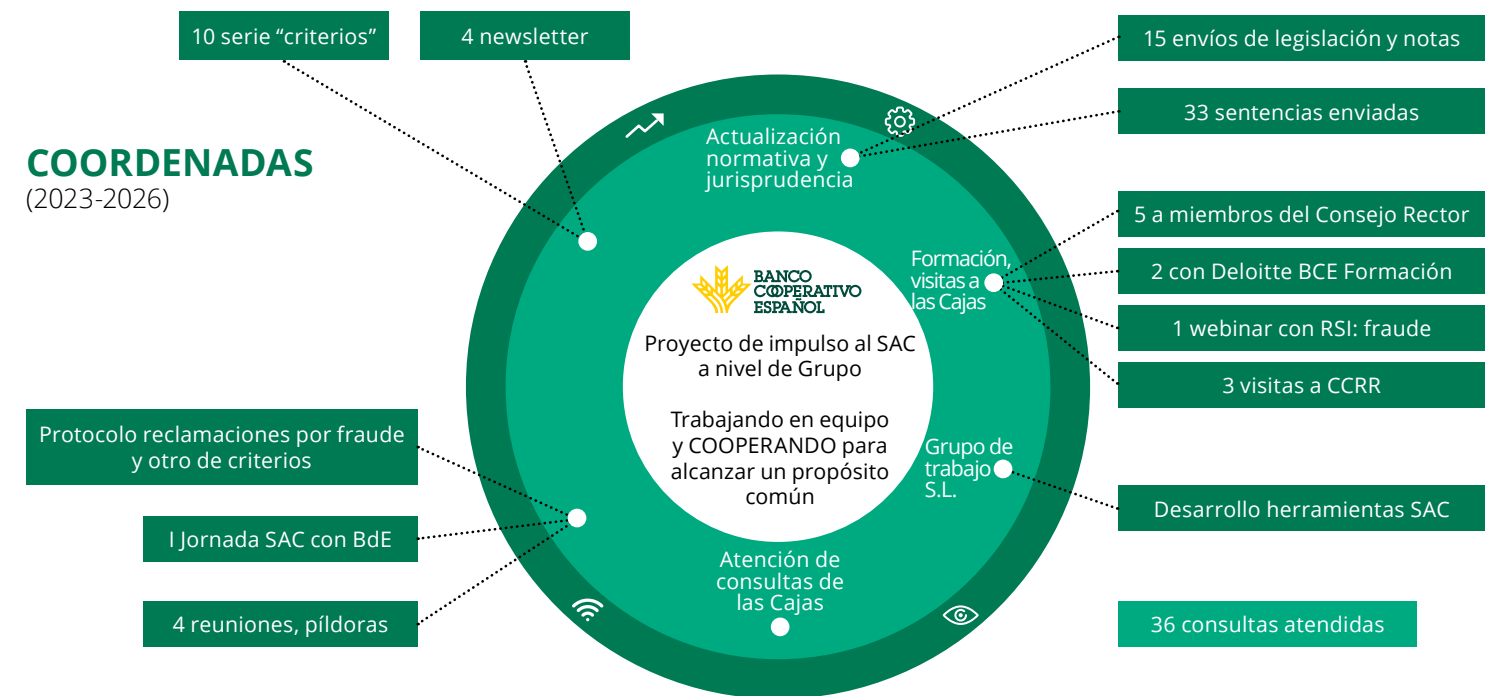 10 serie “criterios”
4 newsletter
15 envíos de legislación y notas
33 sentencias enviadas
COORDENADAS
(2023-2026)
Actualización
normativa y
jurisprudencia
5 a miembros del Consejo Rector
2 con Deloitte BCE Formación
1 webinar con RSI: fraude
3 visitas a CCRR
Formación,
visitas a
las Cajas
BANCO
COOPERATIVO
ESPAÑOL
Proyecto de impulso al SAC
a nivel de Grupo
Trabajando en equipo
y COOPERANDO para
alcanzar un propósito
común
Grupo de
trabajo
S.L.
Desarrollo herramientas SAC
Protocolo reclamaciones por fraude
y otro de criterios
I Jornada SAC con BdE
4 reuniones, píldoras
Atención de
consultas de
las Cajas
36 consultas atendidas